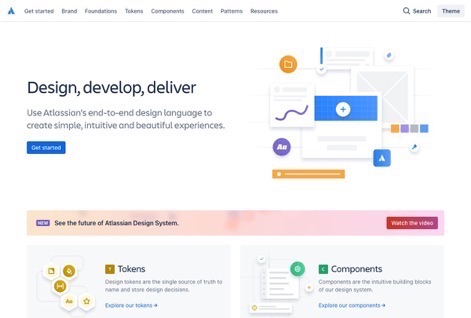 Get started Brand Foundations Tokens Components Content Patterns Resources Search Theme
Design, develop, deliver
Use Atlassian's end-to-end design language to
create simple, intuitive and beautiful experiences.
Get started
Aa
NEW See the future of Atlassian Design System. Watch the video
Tokens
Design tokens are the single source of truth to
name and store design decisions.
Explore our tokens →
Aa
Components
Components are the intuitive building blocks
of our design system.
Explore our components →